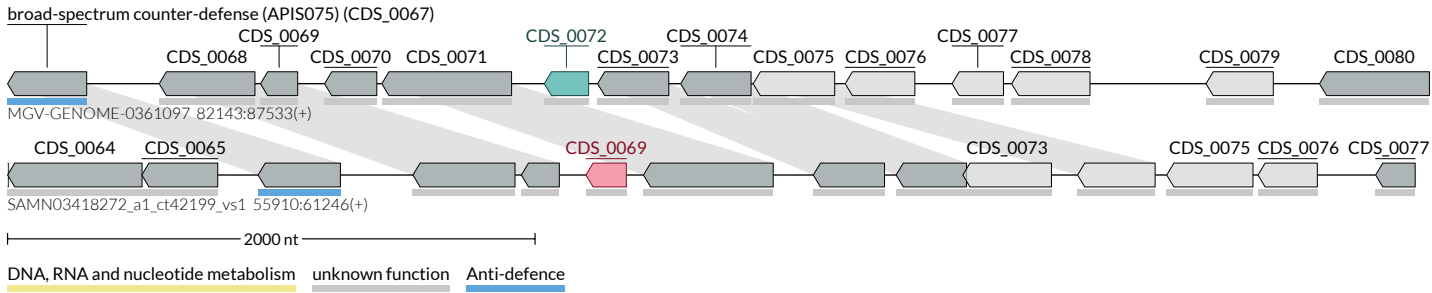 broad-spectrum counter-defense (APIS075) (CDS_0067)
CDS_0069 CDS_0072 CDS_0074 CDS_0077
CDS_0068 CDS_0070 CDS_0071 CDS_0073 CDS_0075 CDS_0076 CDS_0078 CDS_0079 CDS_0080
MGV-GENOME-0361097 82143:87533(+)
CDS_0064 CDS_0065 CDS_0069 CDS_0073 CDS_0075 CDS_0076 CDS_0077
SAMN03418272_a1_ct42199_vs1 55910:61246(+)
2000 nt
DNA, RNA and nucleotide metabolism unknown function Anti-defence